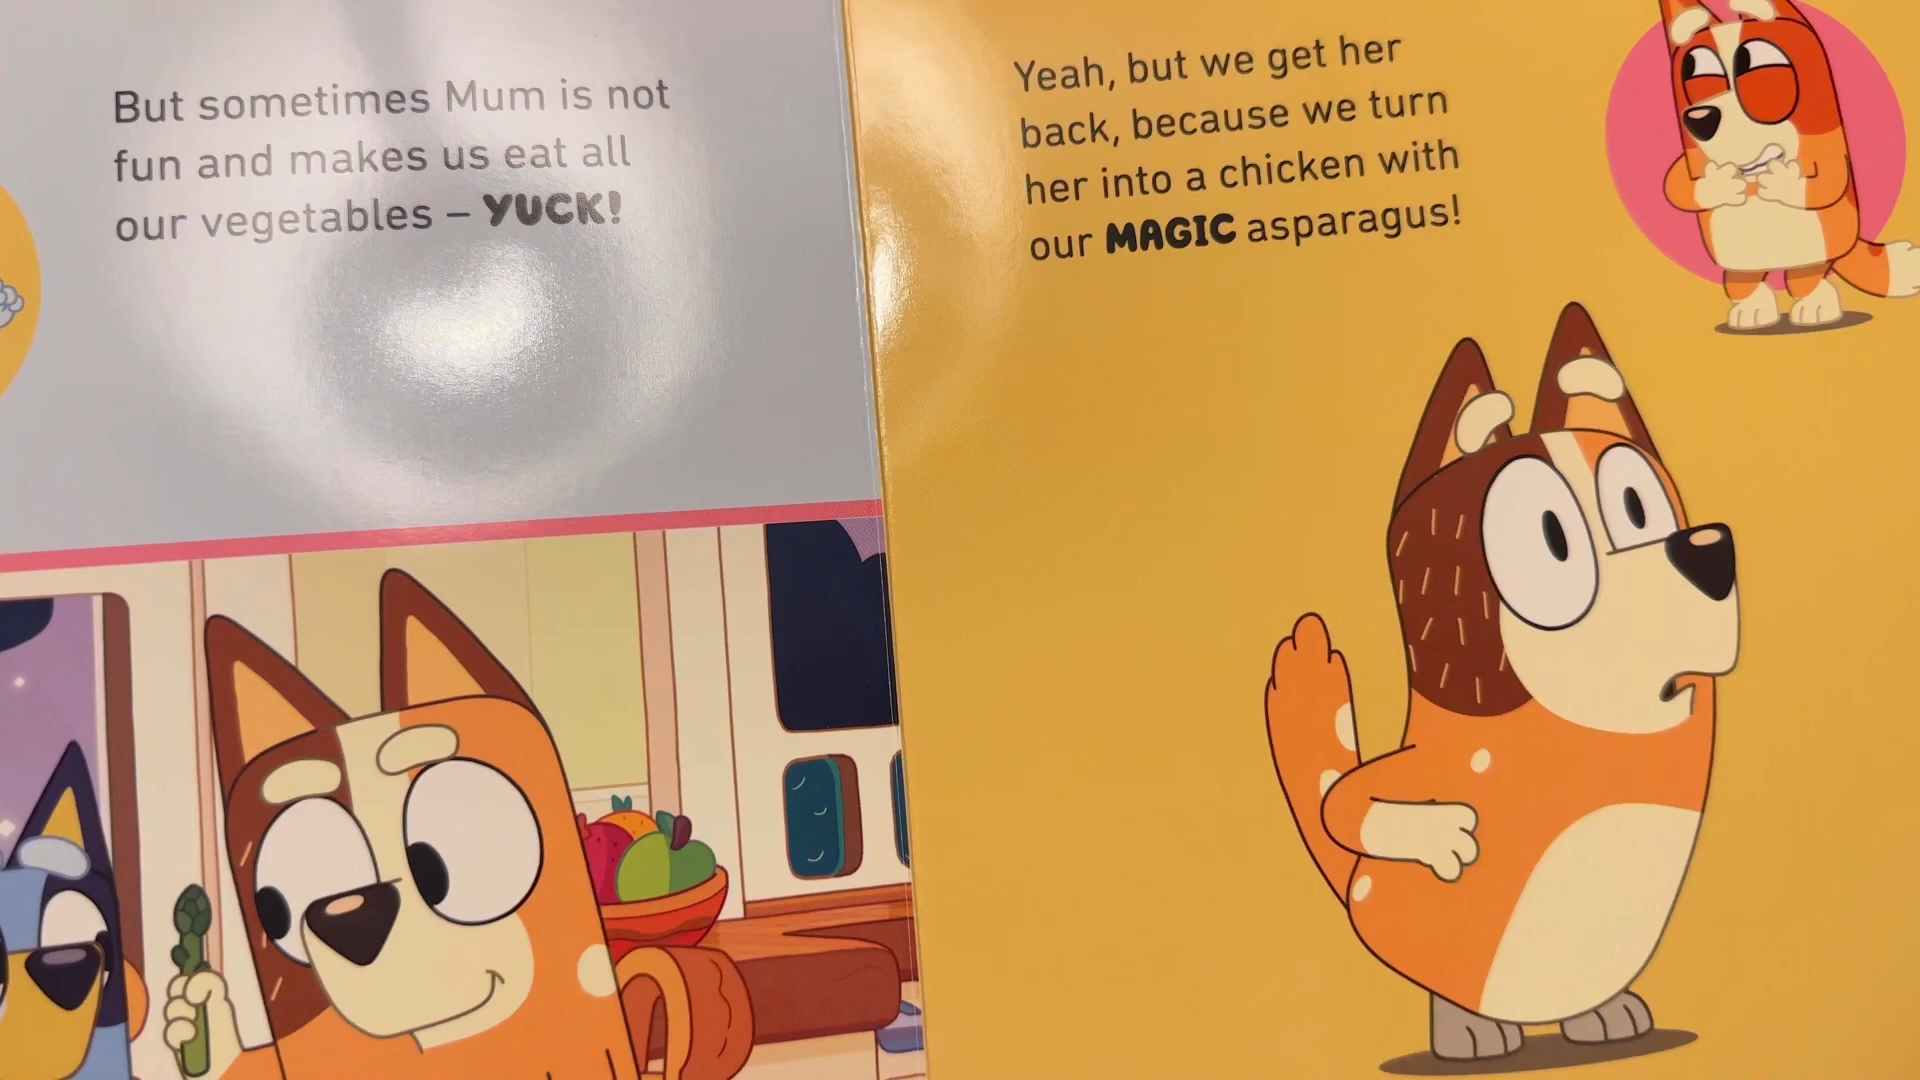 But sometimes Mum is not
fun and makes us eat all
our vegetables – YUCK!
Yeah, but we get her
back, because we turn
her into a chicken with
our MAGIC asparagus!